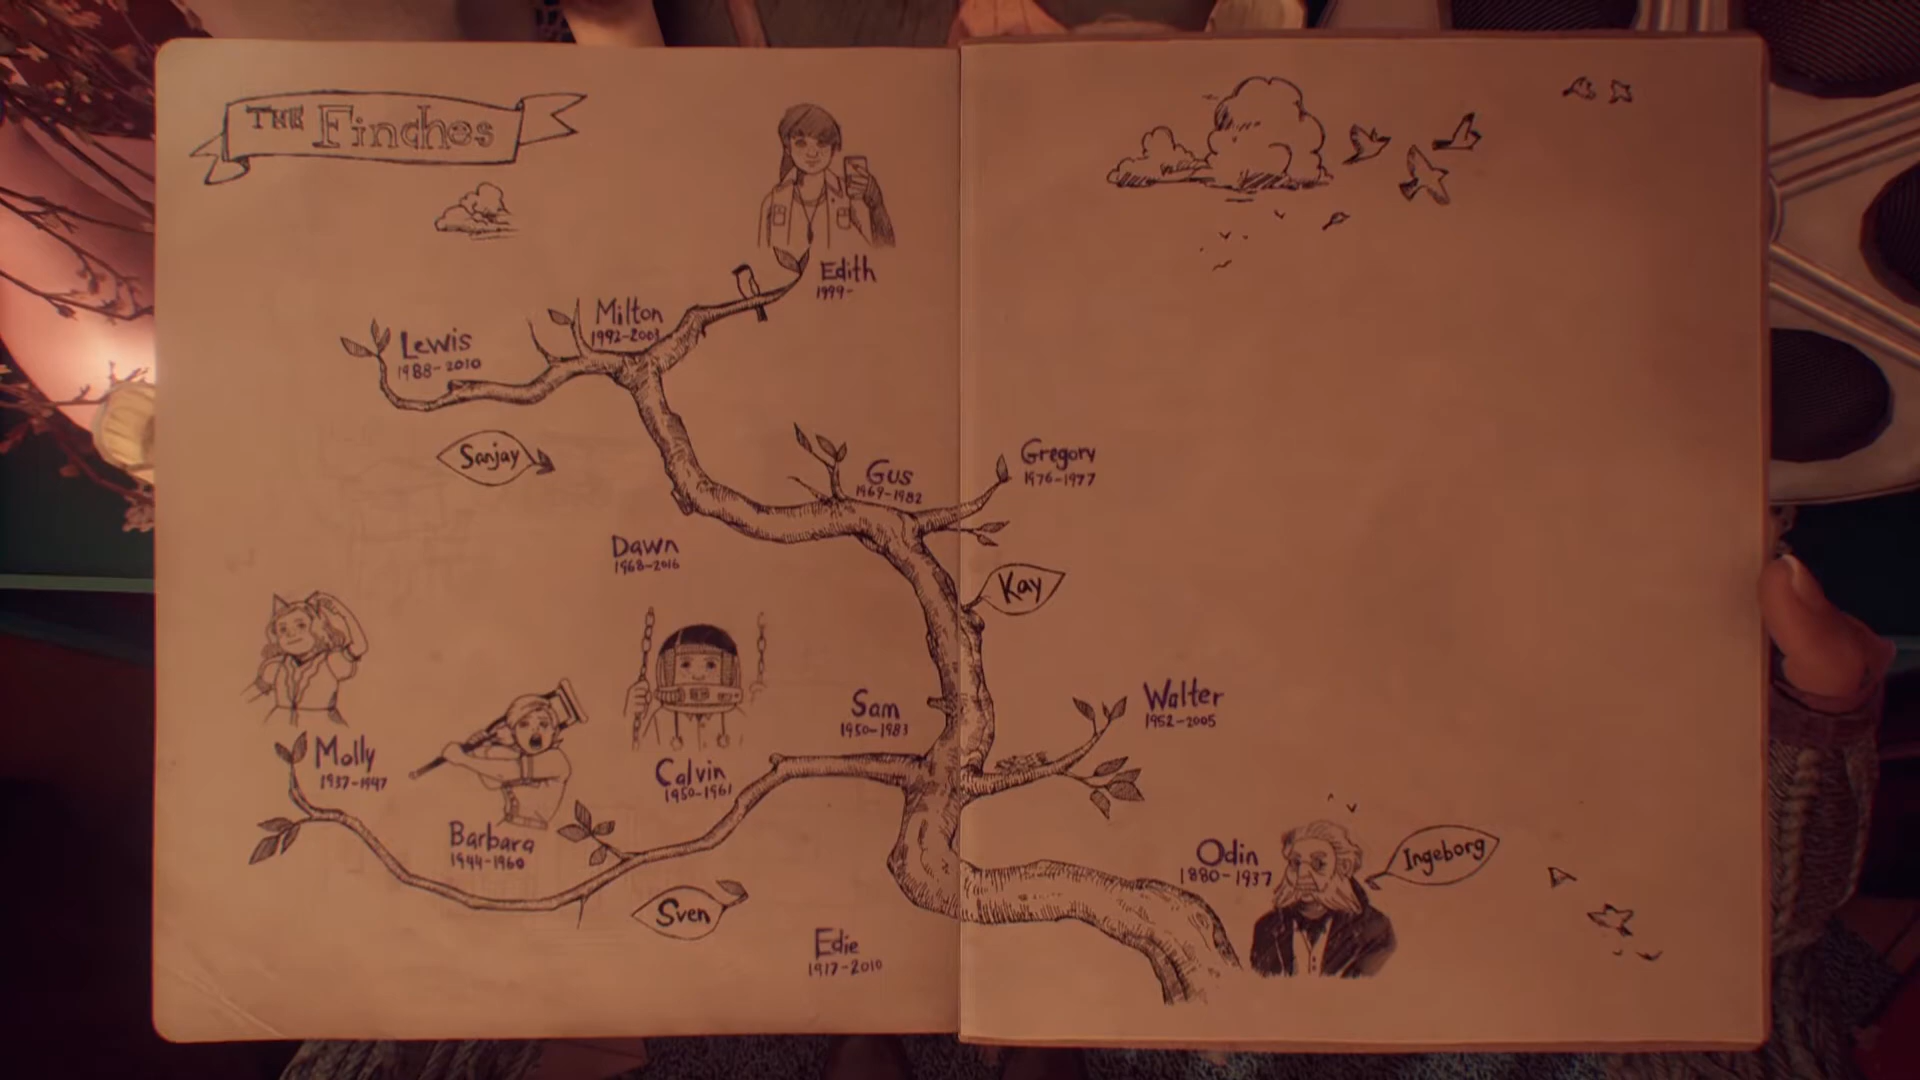 THE Finches
Edith
1999-
Milton
1992-2003
Lewis
1988-2010
Sanjay
Gus
1969-1982
Gregory
1976-1977
Dawn
1968-2016
Kay
Sam
1950-1983
Walter
1952-2005
Molly
1937-1947
Calvin
1950-1961
Barbara
1944-1960
Sven
Odin
1880-1937
Ingeborg
Edie
1917-2010